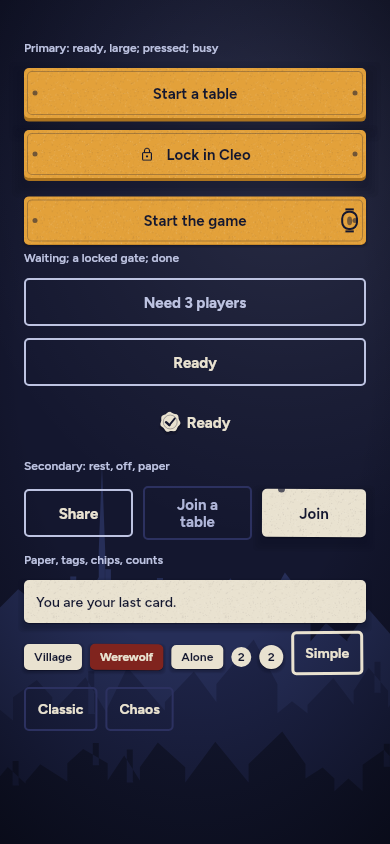 Primary: ready, large; pressed; busy
Start a table
Lock in Cleo
Start the game
Waiting; a locked gate; done
Need 3 players
Ready
Ready
Secondary: rest, off, paper
Share
Join a
table
Join
Paper, tags, chips, counts
You are your last card.
Village
Werewolf
Alone
2
2
Simple
Classic
Chaos